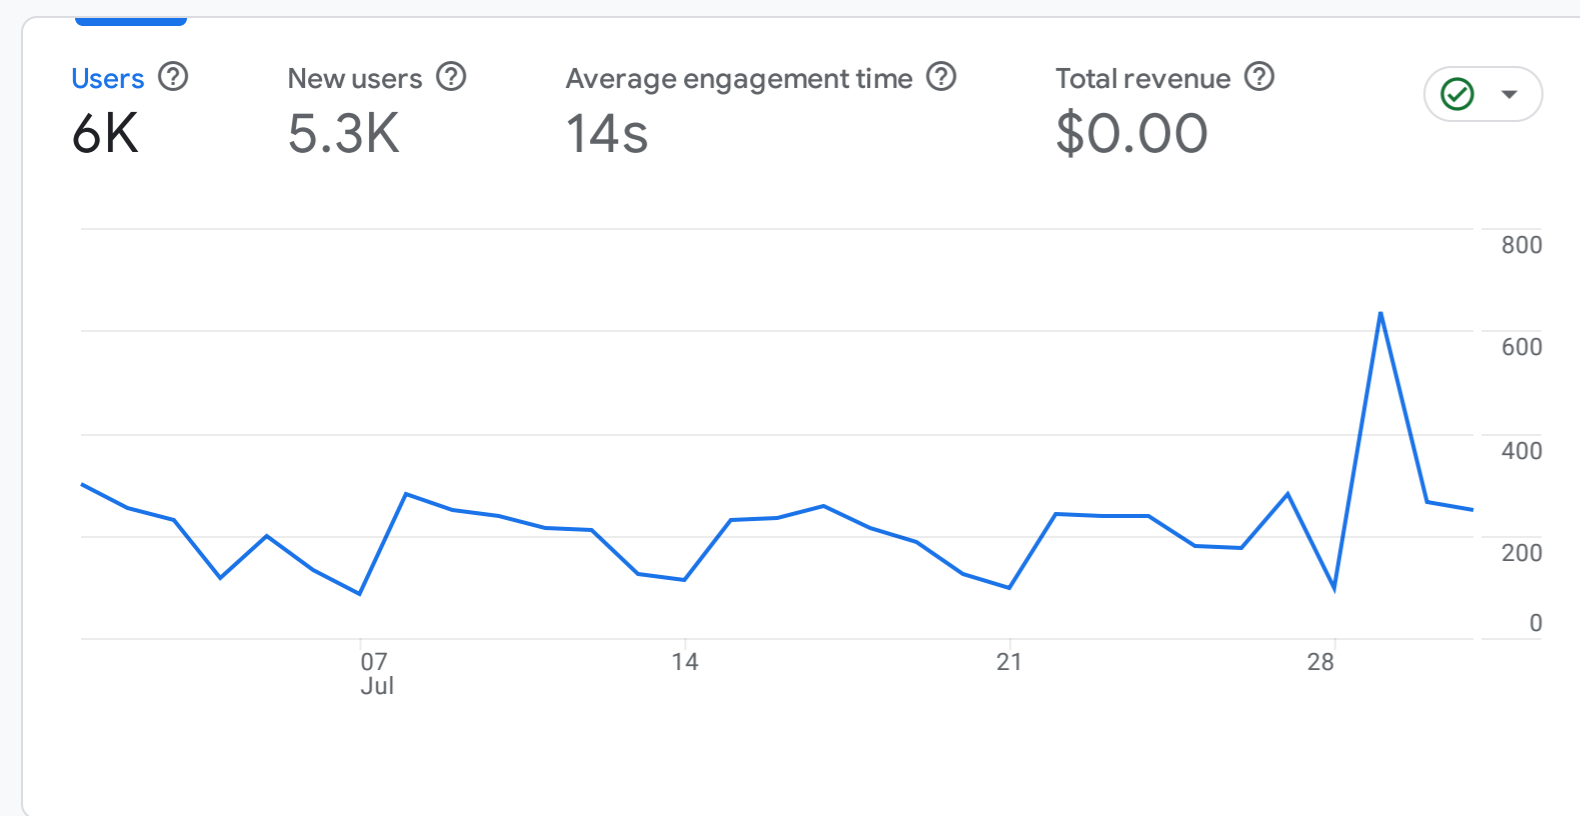 Users
New users
Average engagement time
Total revenue
6K
5.3K
14s
$0.00
800
600
400
200
0
07
Jul
14
21
28